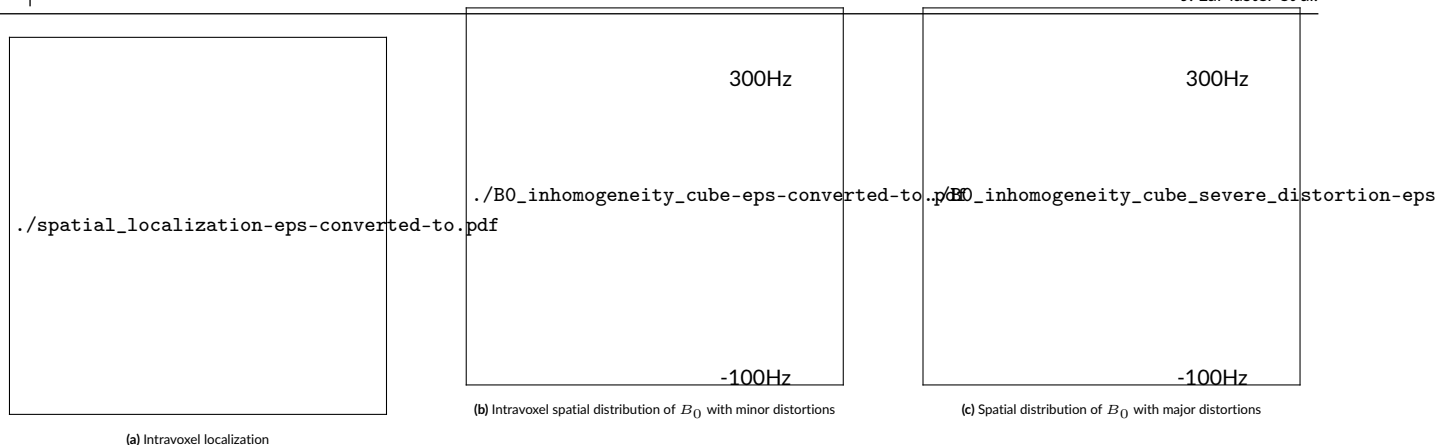 ./spatial_localization-eps-converted-to.pdf
(a) Intravoxel localization
300Hz
./B0_inhomogeneity_cube-eps-converted-to.pdf
-100Hz
(b) Intravoxel spatial distribution of B0 with minor distortions
300Hz
./B0_inhomogeneity_cube_severe_distortion-eps
-100Hz
(c) Spatial distribution of B0 with major distortions